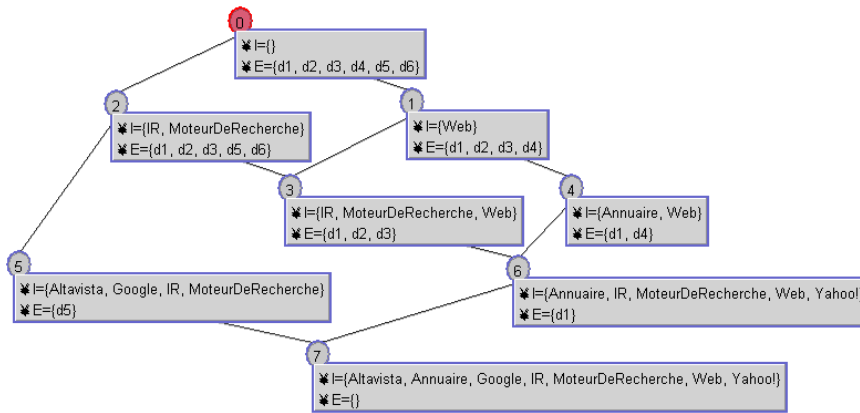 0
¥ I={}
¥ E={d1, d2, d3, d4, d5, d6}
2
1
¥ I={IR, MoteurDeRecherche}
¥ E={d1, d2, d3, d5, d6}
¥ I={Web}
¥ E={d1, d2, d3, d4}
3
4
¥ I={IR, MoteurDeRecherche, Web}
¥ E={d1, d2, d3}
¥ I={Annuaire, Web}
¥ E={d1, d4}
5
6
¥ I={Altavista, Google, IR, MoteurDeRecherche}
¥ E={d5}
¥ I={Annuaire, IR, MoteurDeRecherche, Web, Yahoo!}
¥ E={d1}
7
¥ I={Altavista, Annuaire, Google, IR, MoteurDeRecherche, Web, Yahoo!}
¥ E={}